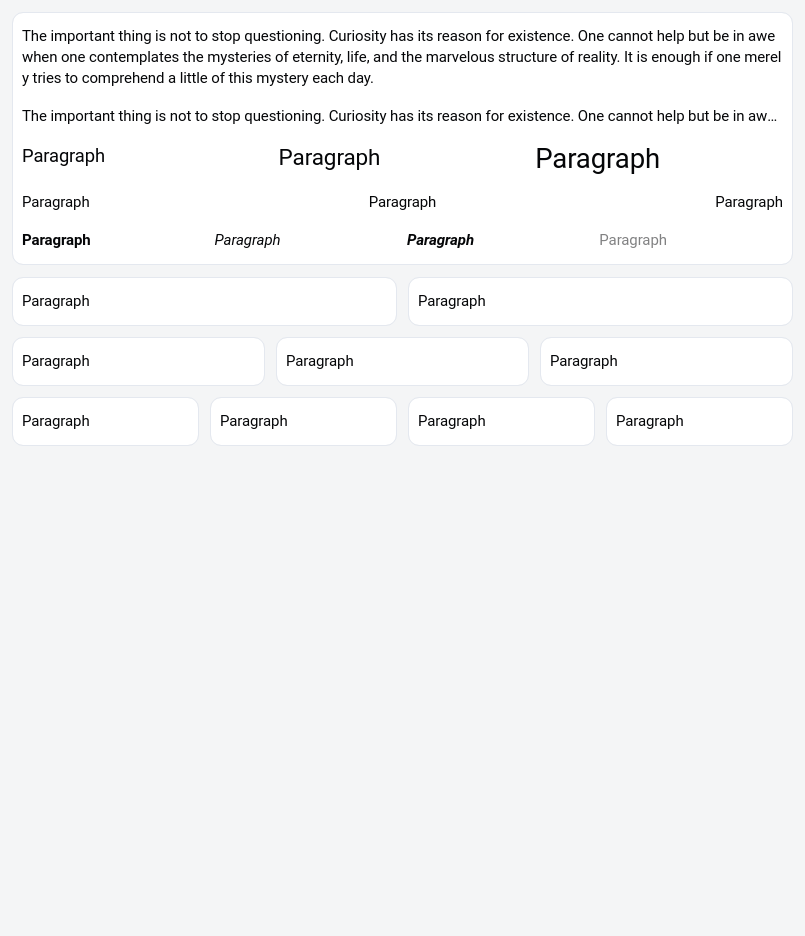 The important thing is not to stop questioning. Curiosity has its reason for existence. One cannot help but be in awe
when one contemplates the mysteries of eternity, life, and the marvelous structure of reality. It is enough if one merel
y tries to comprehend a little of this mystery each day.
The important thing is not to stop questioning. Curiosity has its reason for existence. One cannot help but be in aw...
Paragraph Paragraph Paragraph
Paragraph Paragraph Paragraph
Paragraph Paragraph Paragraph Paragraph
Paragraph Paragraph
Paragraph Paragraph Paragraph
Paragraph Paragraph Paragraph Paragraph